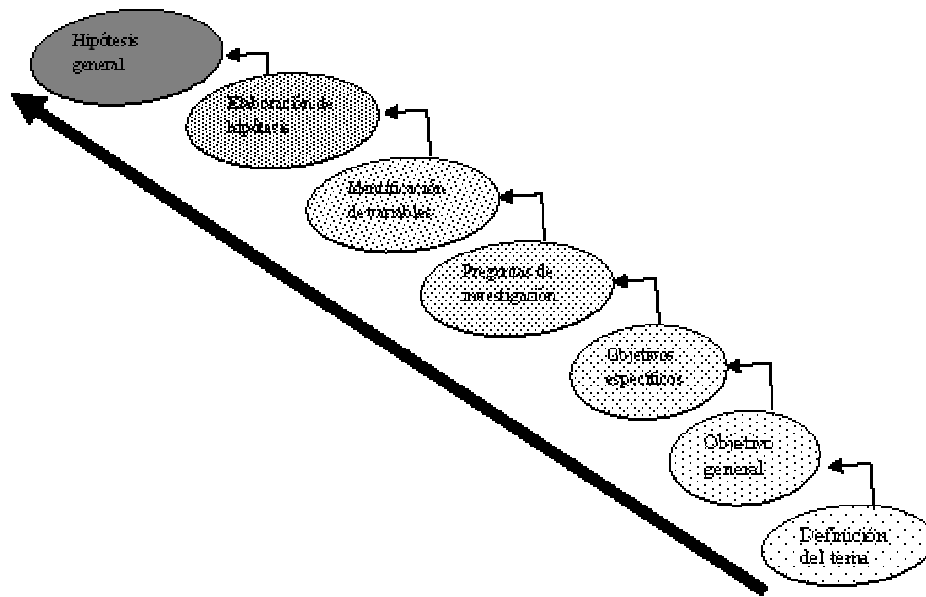 Hipótesis
general
Elaboración de
hipótesis
Identificación
de variables
Preguntas de
investigación
Objetivos
específicos
Objetivo
general
Definición
del tema